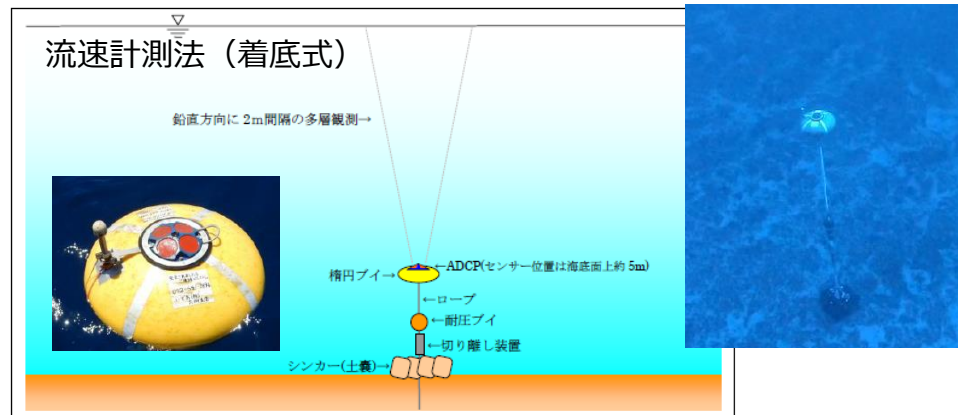 流速計測法（着底式）
鉛直方向に 2m間隔の多層観測→
←ADCP(センサー位置は海底面上約 5m)
楕円ブイ→
←ロープ
←耐圧ブイ
←切り離し装置
シンカー(土嚢)→